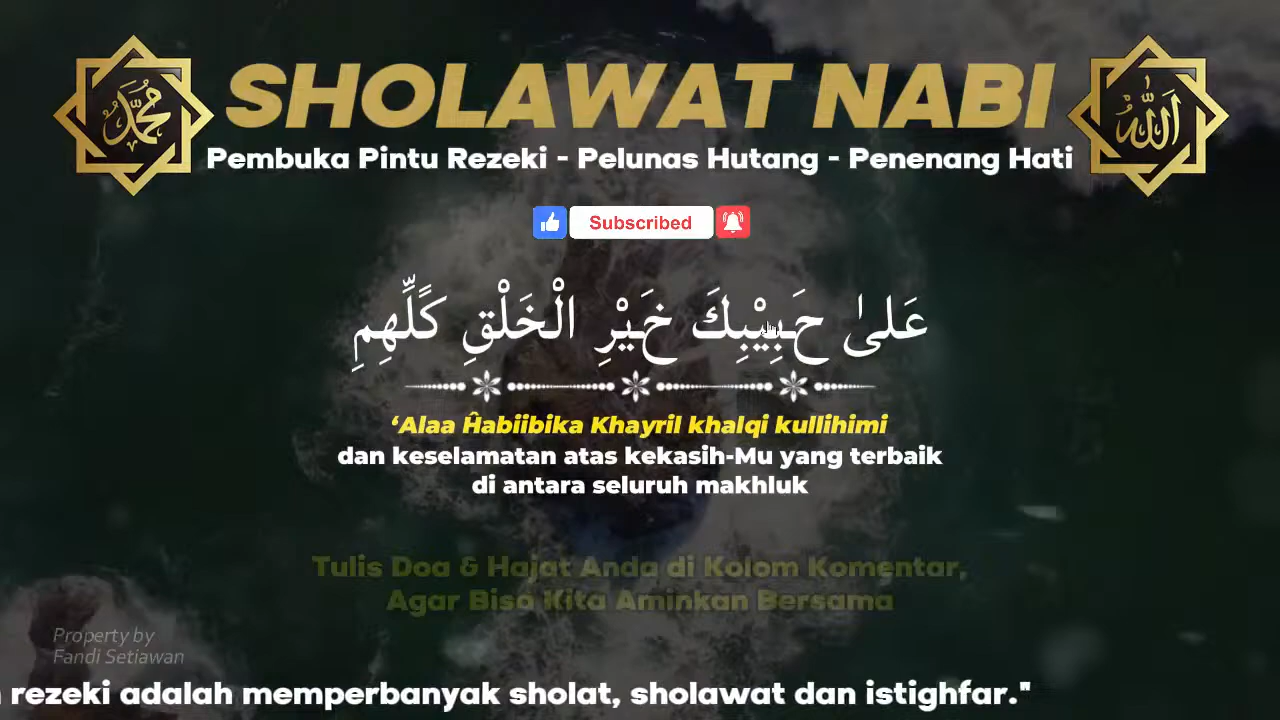 SHOLAWAT NABI
محمد
الله
Pembuka Pintu Rezeki - Pelunas Hutang - Penenang Hati
Subscribed
عَلىٰ حَبِيْبِكَ خَيْرِ الْخَلْقِ كًلِّهِمِ
‘Alaa Ĥabiibika Khayril khalqi kullihimi
dan keselamatan atas kekasih-Mu yang terbaik
di antara seluruh makhluk
Tulis Doa & Hajat Anda di Kolom Komentar,
Agar Bisa Kita Aminkan Bersama
Property by
Fandi Setiawan
rezeki adalah memperbanyak sholat, sholawat dan istighfar."